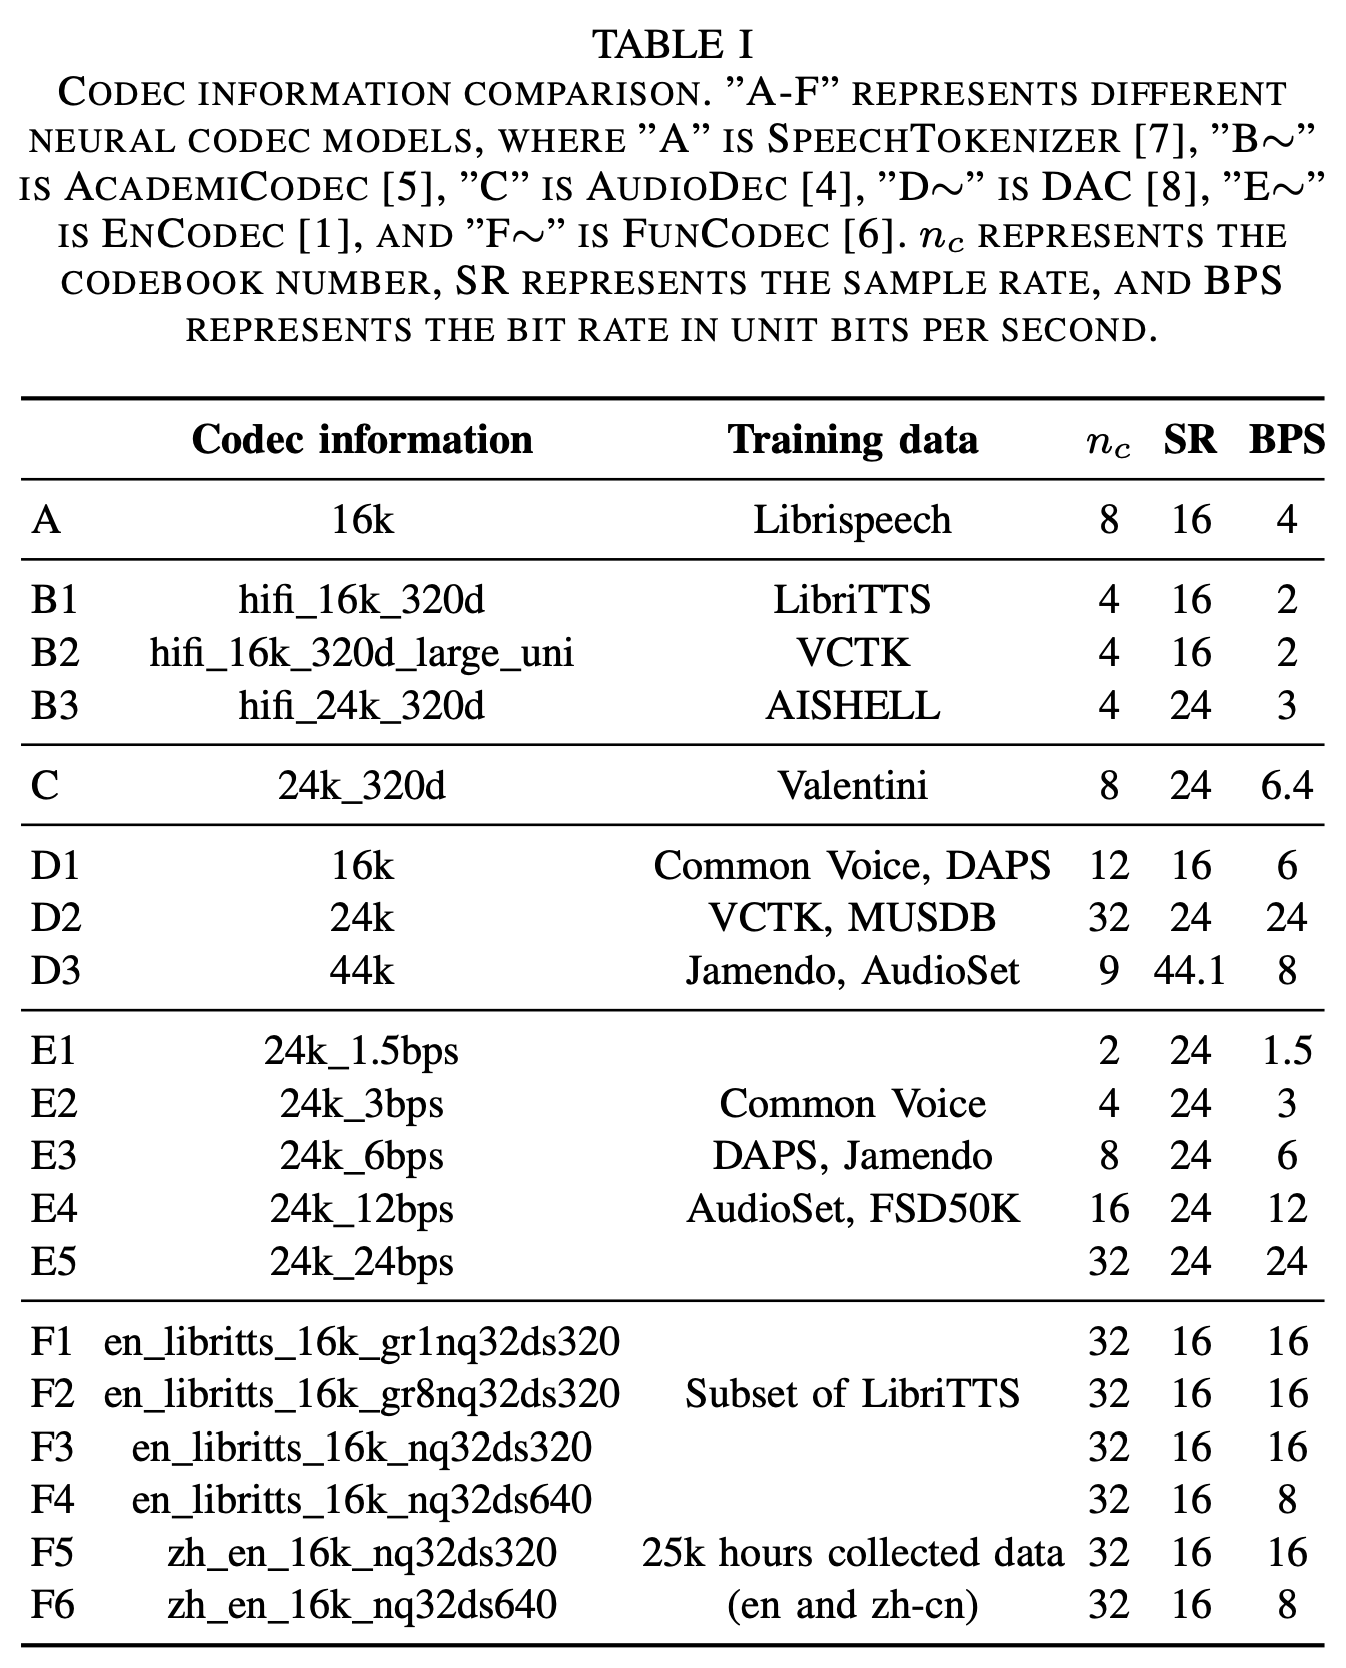 TABLE I
CODEC INFORMATION COMPARISON. ”A-F” REPRESENTS DIFFERENT
NEURAL CODEC MODELS, WHERE ”A” IS SPEECHTOKENIZER [7], ”B∼”
IS ACADEMICODEC [5], ”C” IS AUDIODEC [4], ”D∼” IS DAC [8], ”E∼”
IS ENCODEC [1], AND ”F∼” IS FUNCODEC [6]. nc REPRESENTS THE
CODEBOOK NUMBER, SR REPRESENTS THE SAMPLE RATE, AND BPS
REPRESENTS THE BIT RATE IN UNIT BITS PER SECOND.
Codec information Training data nc SR BPS
A 16k Librispeech 8 16 4
B1 hifi_16k_320d LibriTTS 4 16 2
B2 hifi_16k_320d_large_uni VCTK 4 16 2
B3 hifi_24k_320d AISHELL 4 24 3
C 24k_320d Valentini 8 24 6.4
D1 16k Common Voice, DAPS 12 16 6
D2 24k VCTK, MUSDB 32 24 24
D3 44k Jamendo, AudioSet 9 44.1 8
E1 24k_1.5bps 2 24 1.5
E2 24k_3bps Common Voice 4 24 3
E3 24k_6bps DAPS, Jamendo 8 24 6
E4 24k_12bps AudioSet, FSD50K 16 24 12
E5 24k_24bps 32 24 24
F1 en_libritts_16k_gr1nq32ds320 32 16 16
F2 en_libritts_16k_gr8nq32ds320 Subset of LibriTTS 32 16 16
F3 en_libritts_16k_nq32ds320 32 16 16
F4 en_libritts_16k_nq32ds640 32 16 8
F5 zh_en_16k_nq32ds320 25k hours collected data 32 16 16
F6 zh_en_16k_nq32ds640 (en and zh-cn) 32 16 8